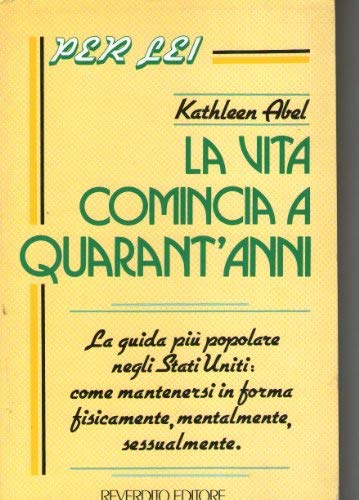 PER LEI
Kathleen Abel
LA VITA
COMINCIA A
QUARANT'ANNI
La guida più popolare
negli Stati Uniti:
come mantenersi in forma
fisicamente, mentalmente,
sessualmente.
REVERDITO EDITORE